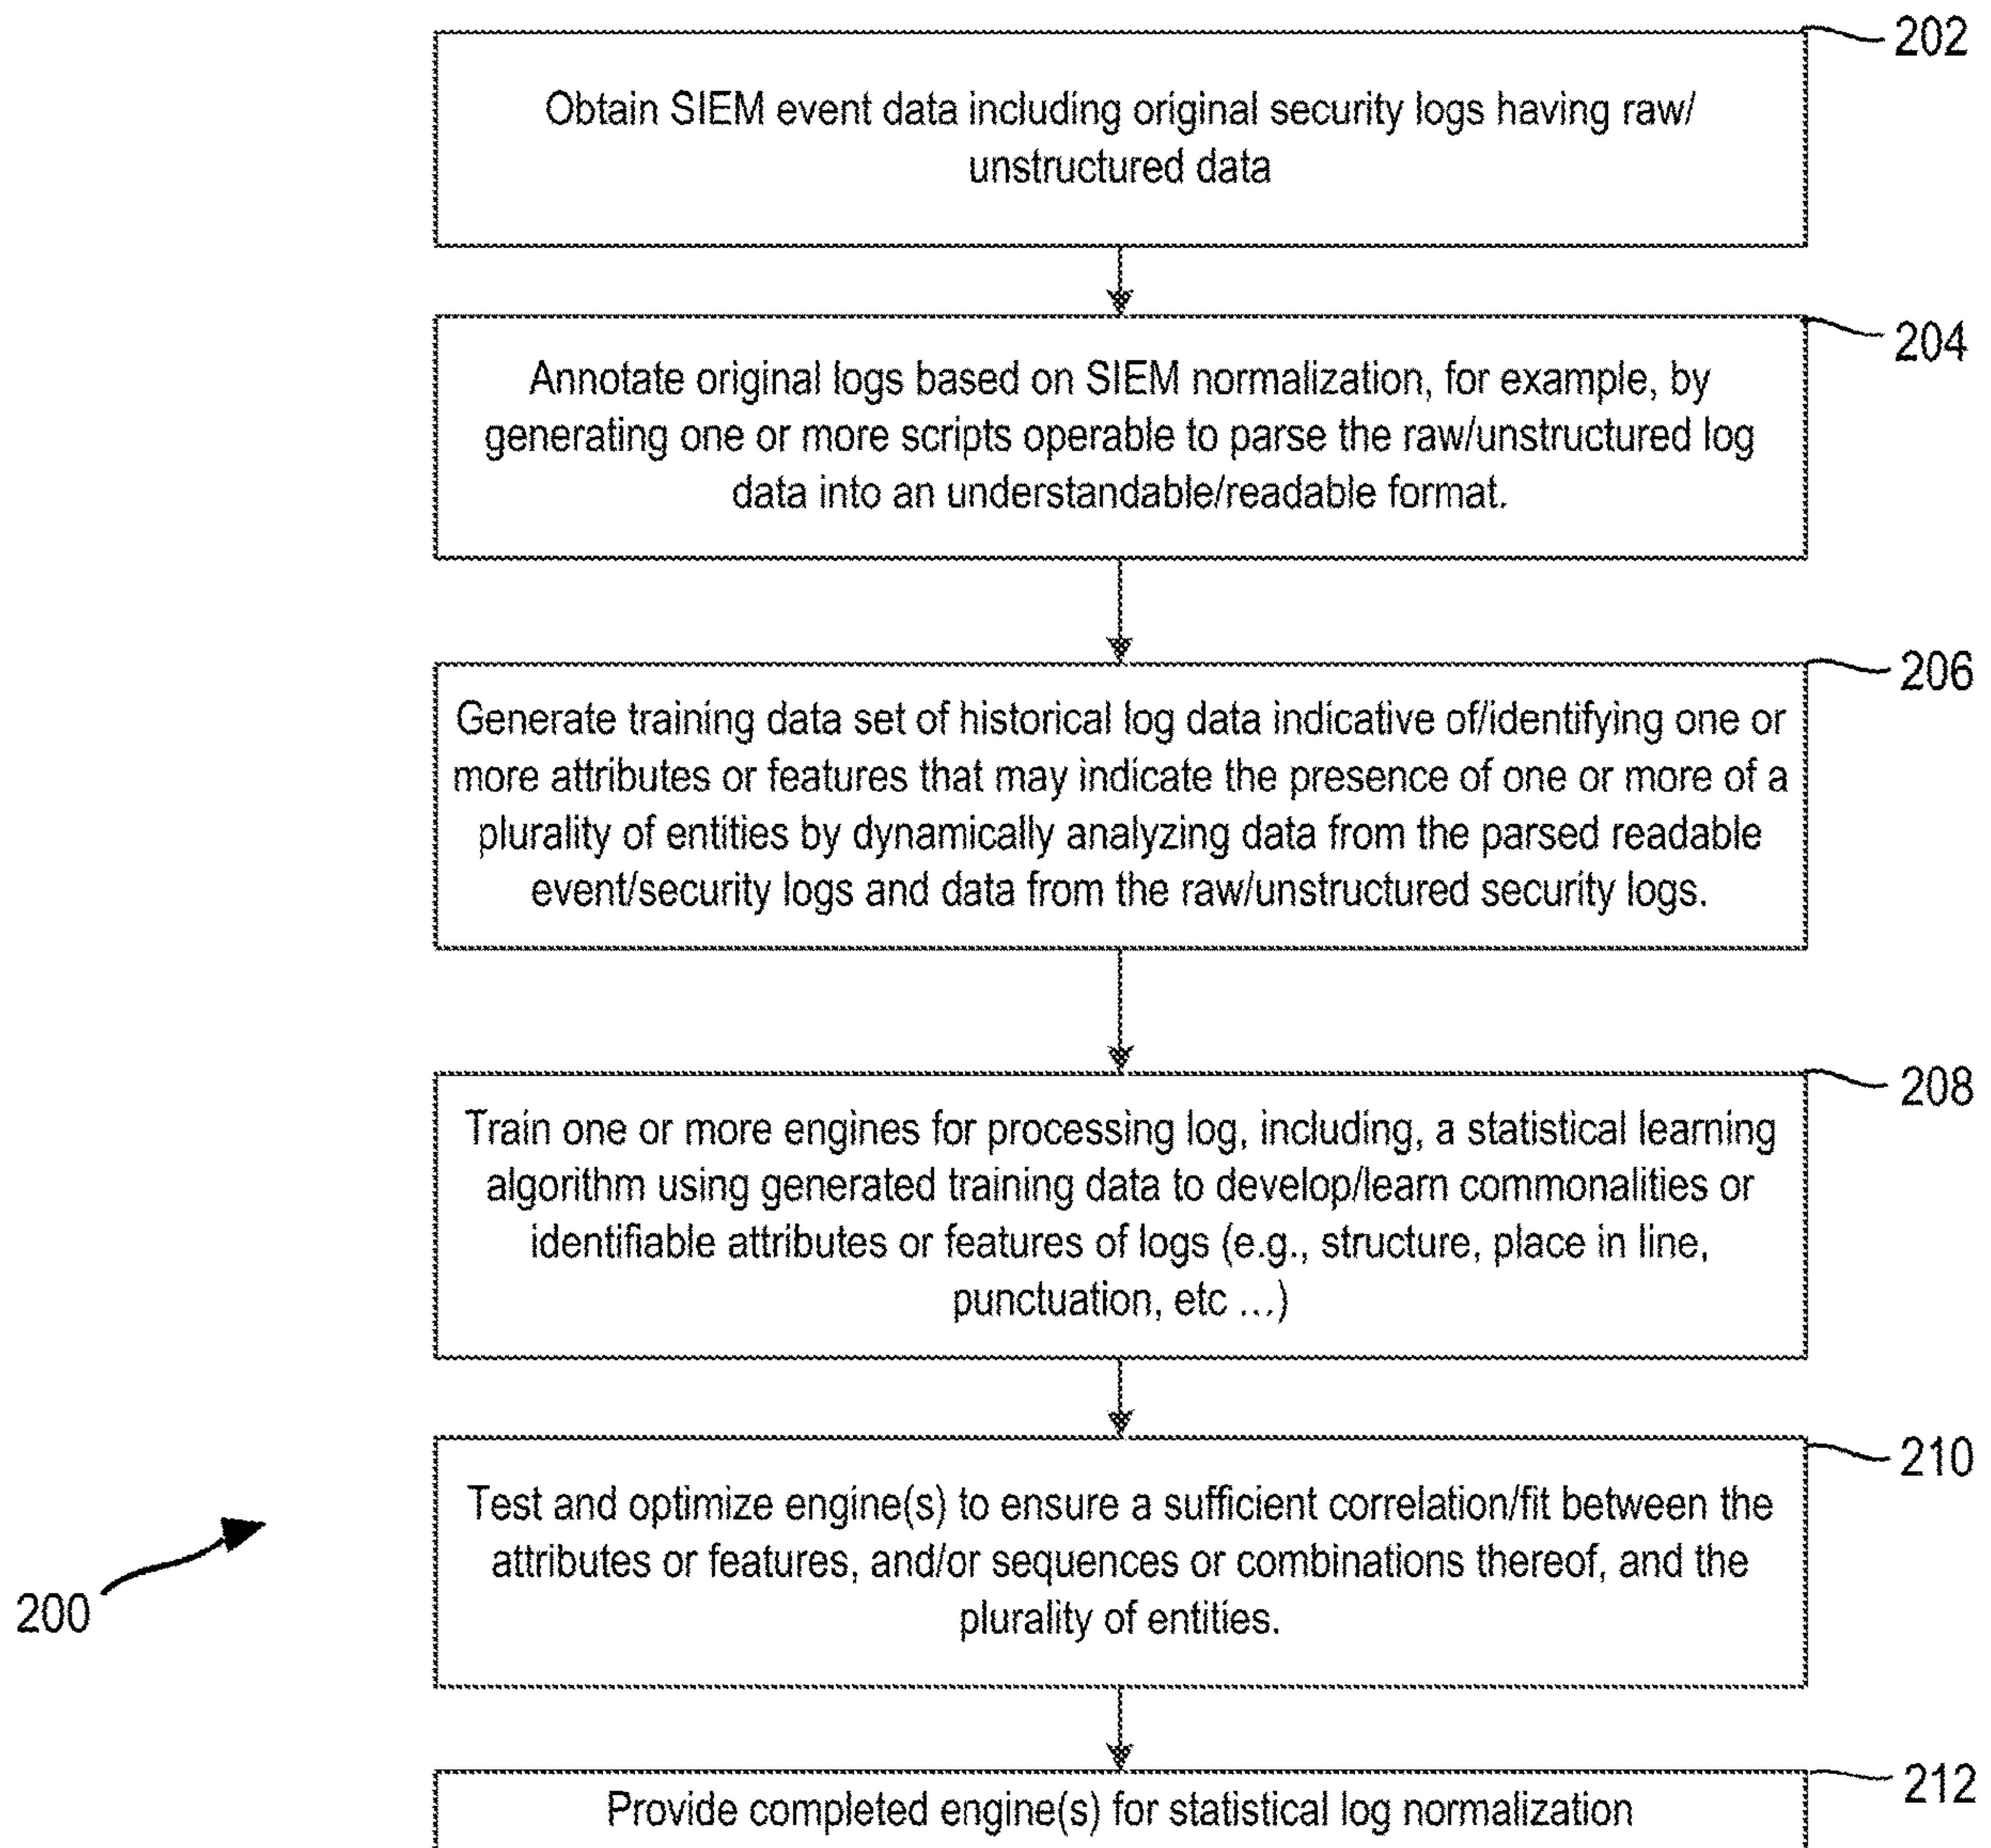 202
Obtain SIEM event data including original security logs having raw/
unstructured data
204
Annotate original logs based on SIEM normalization, for example, by
generating one or more scripts operable to parse the raw/unstructured log
data into an understandable/readable format.
206
Generate training data set of historical log data indicative of/identifying one or
more attributes or features that may indicate the presence of one or more of a
plurality of entities by dynamically analyzing data from the parsed readable
event/security logs and data from the raw/unstructured security logs.
208
Train one or more engines for processing log, including, a statistical learning
algorithm using generated training data to develop/learn commonalities or
identifiable attributes or features of logs (e.g., structure, place in line,
punctuation, etc ...)
210
Test and optimize engine(s) to ensure a sufficient correlation/fit between the
attributes or features, and/or sequences or combinations thereof, and the
plurality of entities.
200
212
Provide completed engine(s) for statistical log normalization